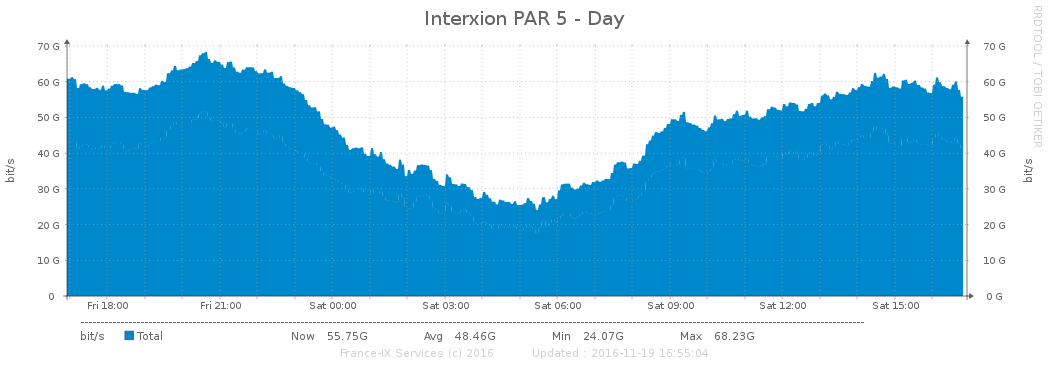 Interxion PAR 5 - Day
RRDTOOL / TOBI OETIKER
bit/s
70 G 70 G
60 G 60 G
50 G 50 G
40 G 40 G
30 G 30 G
20 G 20 G
10 G 10 G
0 0 G
bit/s
Fri 18:00 Fri 21:00 Sat 00:00 Sat 03:00 Sat 06:00 Sat 09:00 Sat 12:00 Sat 15:00
bit/s Total Now 55.75G Avg 48.46G Min 24.07G Max 68.23G
France-IX Services (c) 2016 Updated : 2016-11-19 16:55:04